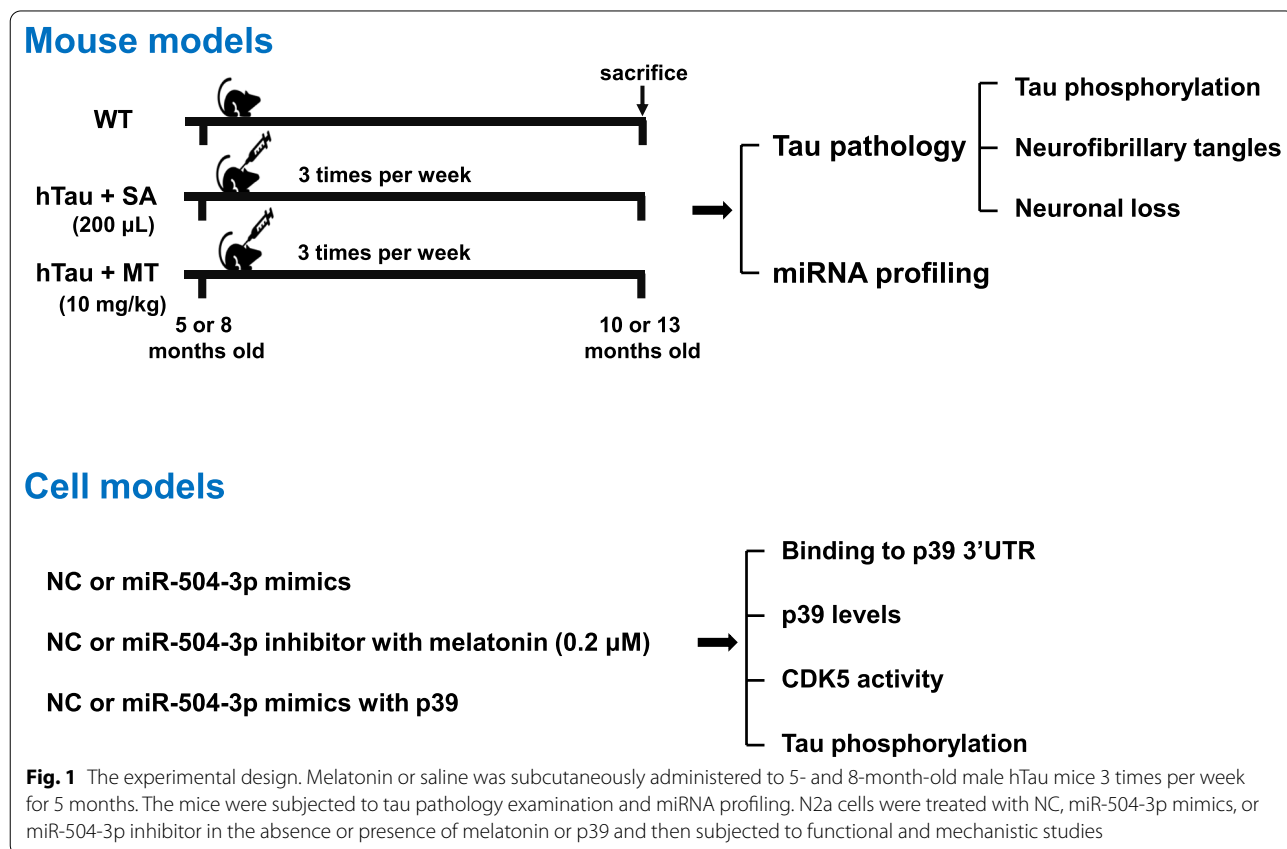 Mouse models
sacrifice
WT
hTau + SA
(200 µL)
3 times per week
hTau + MT
(10 mg/kg)
3 times per week
5 or 8
months old
10 or 13
months old
Tau pathology
Tau phosphorylation
Neurofibrillary tangles
Neuronal loss
miRNA profiling
Cell models
NC or miR-504-3p mimics
NC or miR-504-3p inhibitor with melatonin (0.2 µM)
NC or miR-504-3p mimics with p39
Binding to p39 3’UTR
p39 levels
CDK5 activity
Tau phosphorylation
Fig. 1 The experimental design. Melatonin or saline was subcutaneously administered to 5- and 8-month-old male hTau mice 3 times per week
for 5 months. The mice were subjected to tau pathology examination and miRNA profiling. N2a cells were treated with NC, miR-504-3p mimics, or
miR-504-3p inhibitor in the absence or presence of melatonin or p39 and then subjected to functional and mechanistic studies